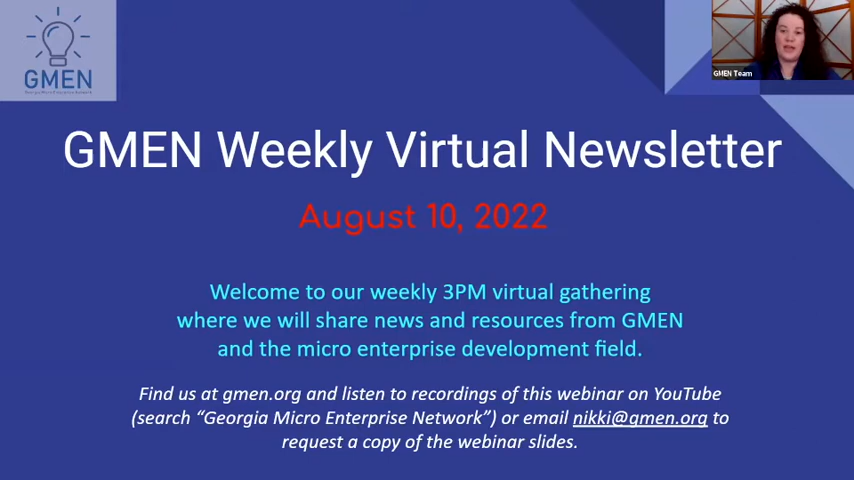 GMEN
GMEN Team
GMEN Weekly Virtual Newsletter
August 10, 2022
Welcome to our weekly 3PM virtual gathering
where we will share news and resources from GMEN
and the micro enterprise development field.
Find us at gmen.org and listen to recordings of this webinar on YouTube
(search “Georgia Micro Enterprise Network”) or email nikki@gmen.org to
request a copy of the webinar slides.